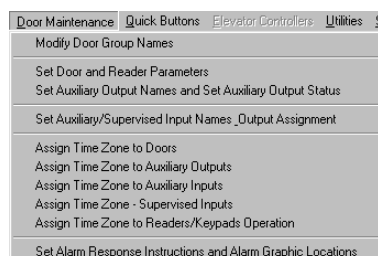 Door Maintenance Quick Buttons Elevator Controllers Utilities S
Modify Door Group Names
Set Door and Reader Parameters
Set Auxiliary Output Names and Set Auxiliary Output Status
Set Auxiliary/Supervised Input Names _Output Assignment
Assign Time Zone to Doors
Assign Time Zone to Auxiliary Outputs
Assign Time Zone to Auxiliary Inputs
Assign Time Zone - Supervised Inputs
Assign Time Zone to Readers/Keypads Operation
Set Alarm Response Instructions and Alarm Graphic Locations